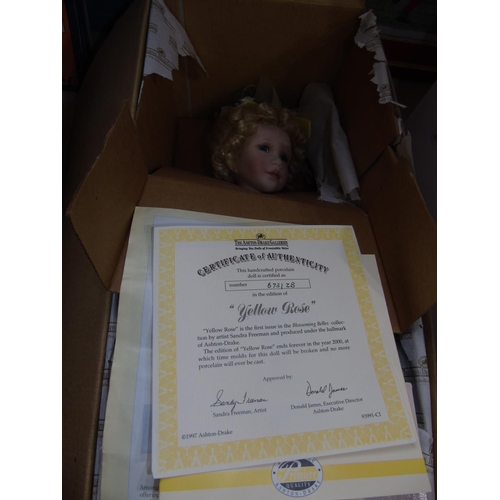 THE ASHTON-DRAKE GALLERIES
CERTIFICATE of AUTHENTICITY
This handcrafted porcelain
doll is certified as
number
in the edition of
"Yellow Rose"
"Yellow Rose" is the first issue in the Blooming Belles collec-
tion by artist Sandra Freeman and produced under the hallmark
of Ashton-Drake.
The edition of "Yellow Rose" ends forever in the year 2000, at
which time molds for this doll will be broken and no more
porcelain will ever be cast.
Approved by:
Sandra Freeman, Artist
Donald James, Executive Director
Ashton-Drake
©1997 Ashton-Drake
QUALITY